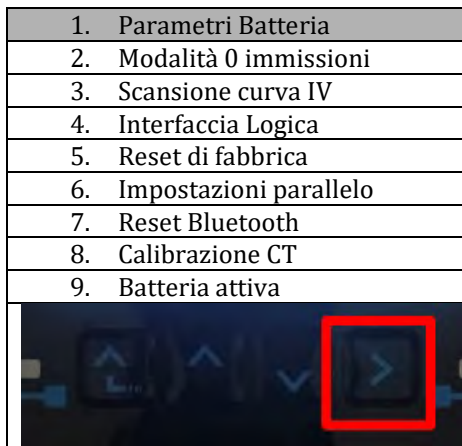 1. Parametri Batteria
2. Modalità 0 immissioni
3. Scansione curva IV
4. Interfaccia Logica
5. Reset di fabbrica
6. Impostazioni parallelo
7. Reset Bluetooth
8. Calibrazione CT
9. Batteria attiva